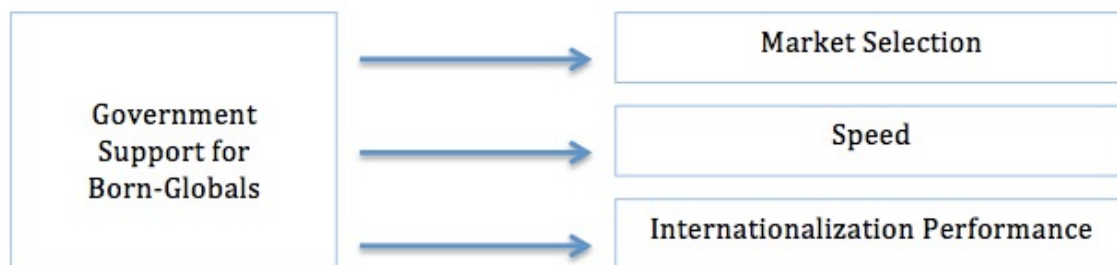 Government
Support for
Born-Globals
Market Selection
Speed
Internationalization Performance